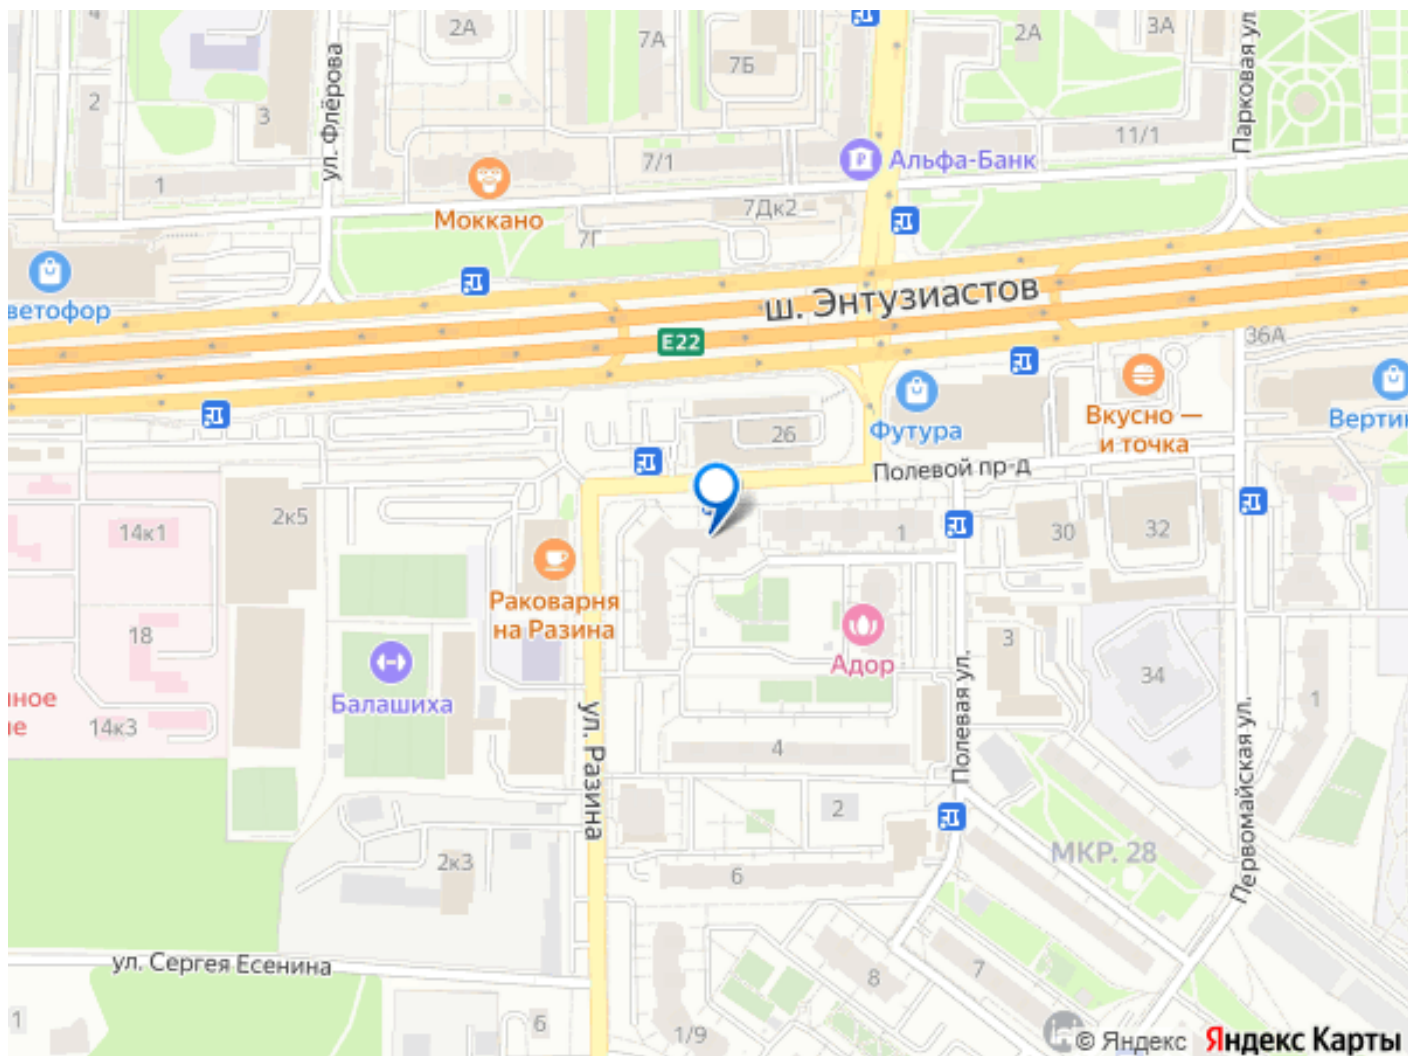 4
2А
7А
2А
3А
Парковая ул.
7Б
ул. Флёрова
2
3
11/1
1
7/1
Альфа-Банк
Моккано
7Дк2
7Г
ветофор
ш. Энтузиастов
E22
36А
Вкусно —
и точка
Футура
Верти
26
Полевой пр-д
2к5
14к1
1
30
32
Раковарня
на Разина
18
Адор
3
34
1
Балашиха
ное
е
14к3
ул. Разина
Полевая ул.
Первомайская ул.
4
2
МКР. 28
2к3
6
ул. Сергея Есенина
8
7
1
6
1/9
© Яндекс
Яндекс Карты